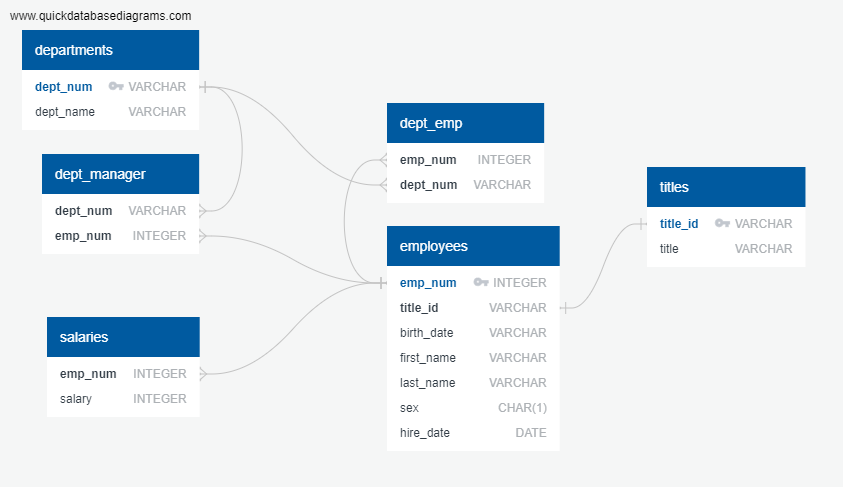 www.quickdatabasediagrams.com
departments
dept_num VARCHAR
dept_name VARCHAR
dept_manager
dept_num VARCHAR
emp_num INTEGER
salaries
emp_num INTEGER
salary INTEGER
dept_emp
emp_num INTEGER
dept_num VARCHAR
employees
emp_num INTEGER
title_id VARCHAR
birth_date VARCHAR
first_name VARCHAR
last_name VARCHAR
sex CHAR(1)
hire_date DATE
titles
title_id VARCHAR
title VARCHAR